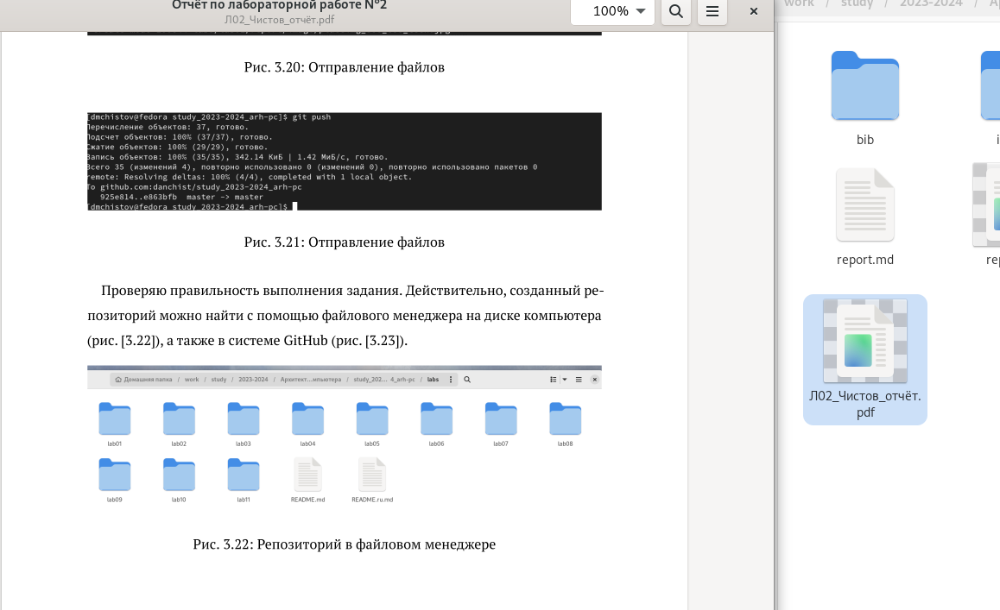 Отчёт по лабораторной работе №2
Л02_Чистов_отчёт.pdf
100%
Рис. 3.20: Отправление файлов
[dmchistov@fedora study_2023-2024_arh-pc]$ git push
Перечисление объектов: 37, готово.
Подсчет объектов: 100% (37/37), готово.
Сжатие объектов: 100% (29/29), готово.
Запись объектов: 100% (35/35), 342.14 КиБ | 1.42 МиБ/с, готово.
Всего 35 (изменений 4), повторно использовано 0 (изменений 0), повторно использовано пакетов 0
remote: Resolving deltas: 100% (4/4), completed with 1 local object.
To github.com:danchist/study_2023-2024_arh-pc
925e814..e863bfb master -> master
[dmchistov@fedora study_2023-2024_arh-pc]$
Рис. 3.21: Отправление файлов
Проверяю правильность выполнения задания. Действительно, созданный ре-
позиторий можно найти с помощью файлового менеджера на диске компьютера
(рис. [3.22]), а также в системе GitHub (рис. [3.23]).
Домашняя папка / work / study / 2023-2024 / Архитект…мпьютера / study_202… 4_arh-pc / labs
lab01 lab02 lab03 lab04 lab05 lab06 lab07 lab08
lab09 lab10 lab11 README.md README.ru.md
Рис. 3.22: Репозиторий в файловом менеджере
work / study / 2023-2024 /
bib
report.md
Л02_Чистов_отчёт.
pdf